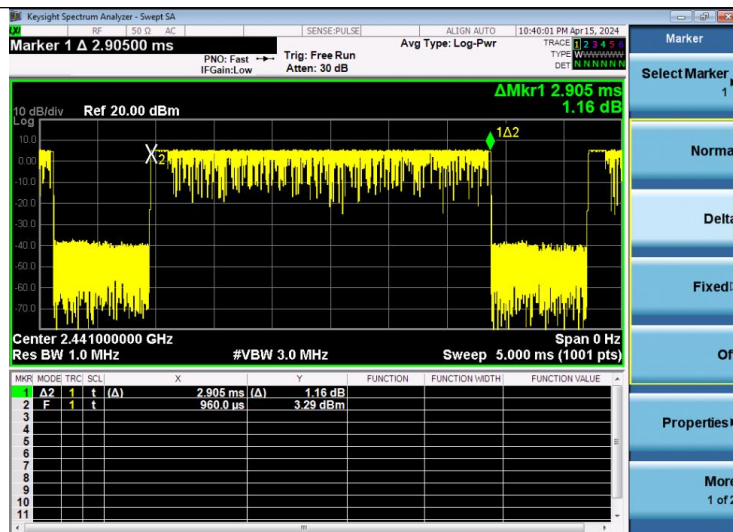 Keysight Spectrum Analyzer - Swept SA
LXI RF 50 Ω AC SENSE:PULSE ALIGN AUTO 10:40:01 PM Apr 15, 2024
Marker 1 Δ 2.90500 ms
PNO: Fast
IFGain:Low
Trig: Free Run
Atten: 30 dB
Avg Type: Log-Pwr
TRACE 1 2 3 4 5 6
TYPE WWWWWW
DET N N N N N N
ΔMkr1 2.905 ms
1.16 dB
10 dB/div Ref 20.00 dBm
Log
10.0
0.00
-10.0
-20.0
-30.0
-40.0
-50.0
-60.0
-70.0
X2
1Δ2
Center 2.441000000 GHz Span 0 Hz
Res BW 1.0 MHz #VBW 3.0 MHz Sweep 5.000 ms (1001 pts)
MKR MODE TRC SCL X Y FUNCTION FUNCTION WIDTH FUNCTION VALUE
1 Δ2 1 t (Δ) 2.905 ms (Δ) 1.16 dB
2 F 1 t 960.0 µs 3.29 dBm
3
4
5
6
7
8
9
10
11
Marker
Select Marker
1
Norma
Delta
Fixed
Of
Properties
More
1 of 2